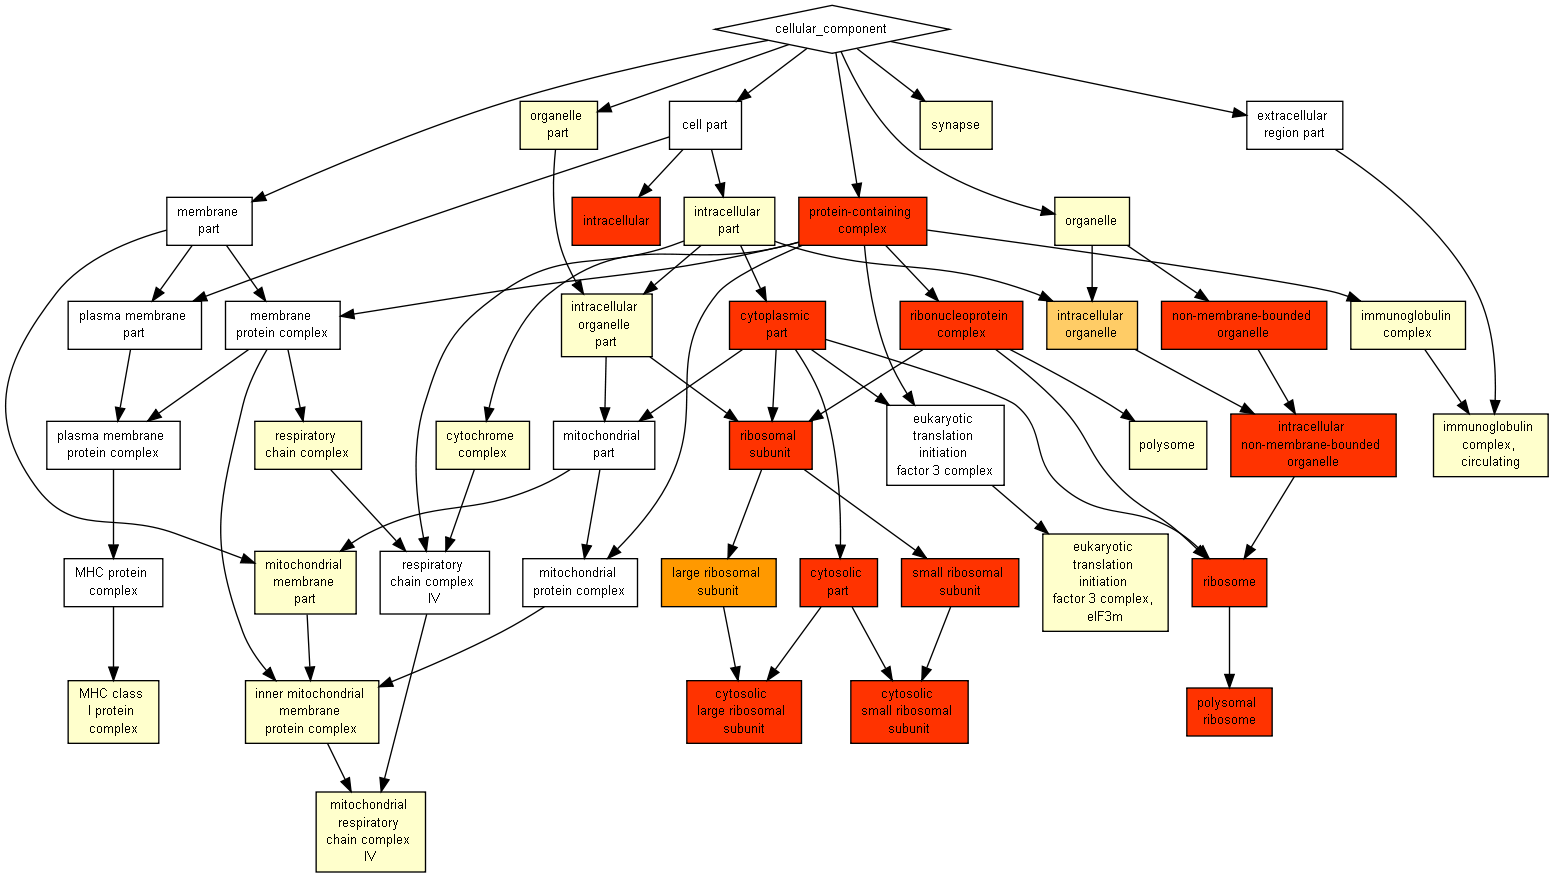 cellular_component
organelle
part
cell part
synapse
extracellular
region part
membrane
part
intracellular
intracellular
part
protein-containing
complex
organelle
plasma membrane
part
membrane
protein complex
intracellular
organelle
part
cytoplasmic
part
ribonucleoprotein
complex
intracellular
organelle
non-membrane-bounded
organelle
immunoglobulin
complex
plasma membrane
protein complex
respiratory
chain complex
cytochrome
complex
mitochondrial
part
ribosomal
subunit
eukaryotic
translation
initiation
factor 3 complex
polysome
intracellular
non-membrane-bounded
organelle
immunoglobulin
complex,
circulating
MHC protein
complex
mitochondrial
membrane
part
respiratory
chain complex
IV
mitochondrial
protein complex
large ribosomal
subunit
cytosolic
part
small ribosomal
subunit
eukaryotic
translation
initiation
factor 3 complex,
eIF3m
ribosome
MHC class
I protein
complex
inner mitochondrial
membrane
protein complex
cytosolic
large ribosomal
subunit
cytosolic
small ribosomal
subunit
polysomal
ribosome
mitochondrial
respiratory
chain complex
IV